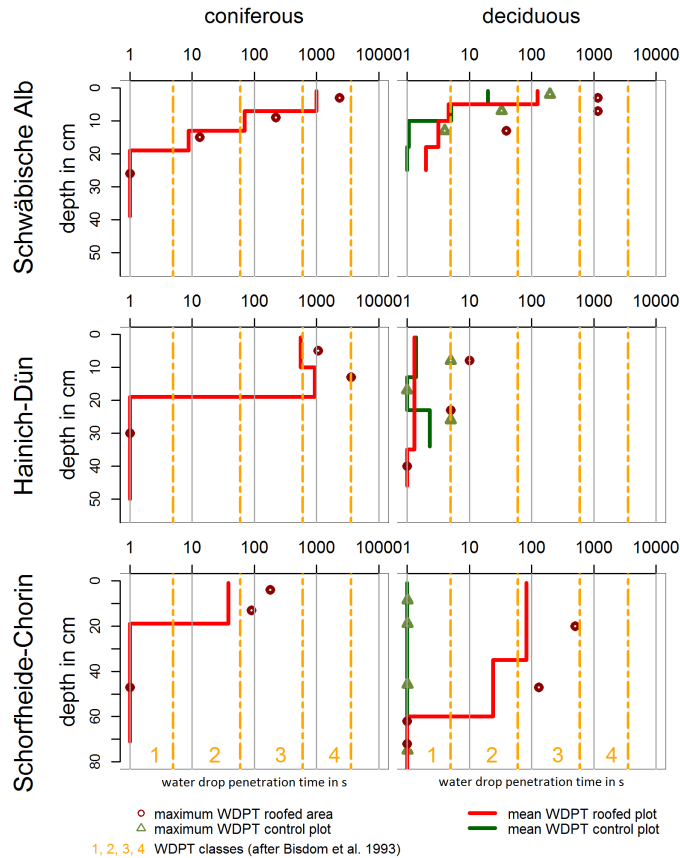 coniferous deciduous
1 10 100 1000 10000 1 10 100 1000 10000
Schwäbische Alb
depth in cm
0
10
20
30
40
50
1 10 100 1000 10000 1 10 100 1000 10000
Hainich-Dün
depth in cm
0
10
20
30
40
50
1 10 100 1000 10000 1 10 100 1000 10000
Schorfheide-Chorin
depth in cm
0
20
40
60
80
1 2 3 4 1 2 3 4
water drop penetration time in s water drop penetration time in s
maximum WDPT roofed area mean WDPT roofed plot
maximum WDPT control plot mean WDPT control plot
1, 2, 3, 4 WDPT classes (after Bisdom et al. 1993)